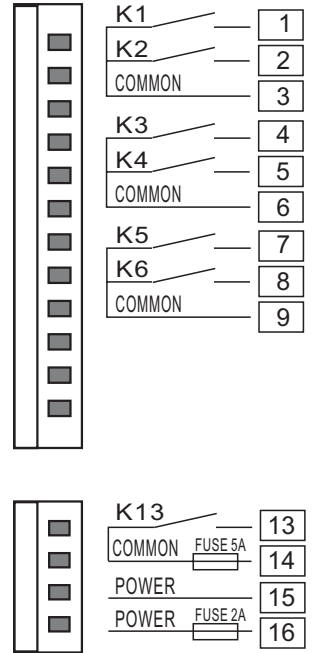 K1 1
K2 2
COMMON 3
K3 4
K4 5
COMMON 6
K5 7
K6 8
COMMON 9
K13 13
COMMON FUSE 5A 14
POWER 15
POWER FUSE 2A 16